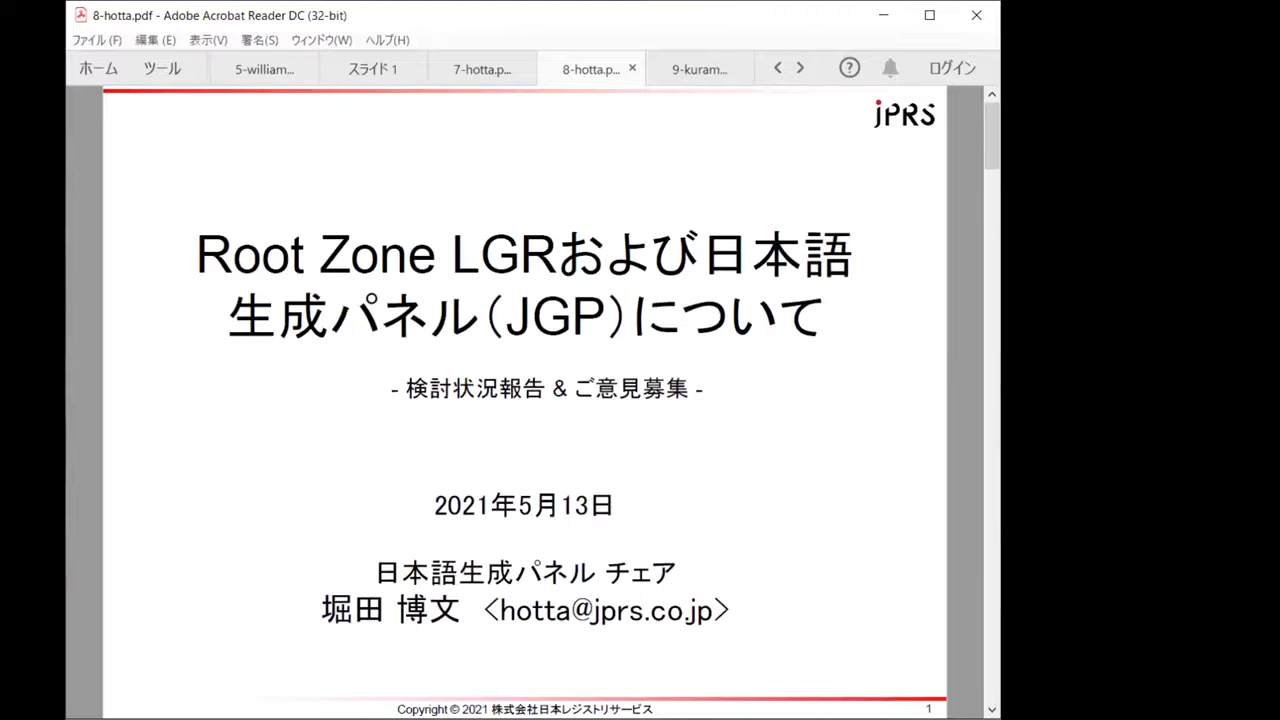 8-hotta.pdf - Adobe Acrobat Reader DC (32-bit)
ファイル(F) 編集(E) 表示(V) 署名(S) ウィンドウ(W) ヘルプ(H)
ホーム ツール 5-william... スライド 1 7-hotta.p... 8-hotta.p... × 9-kuram... ログイン
jPRS
Root Zone LGRおよび日本語
生成パネル（JGP）について
- 検討状況報告 & ご意見募集 -
2021年5月13日
日本語生成パネル チェア
堀田 博文 <hotta@jprs.co.jp>
Copyright © 2021 株式会社日本レジストリサービス 1